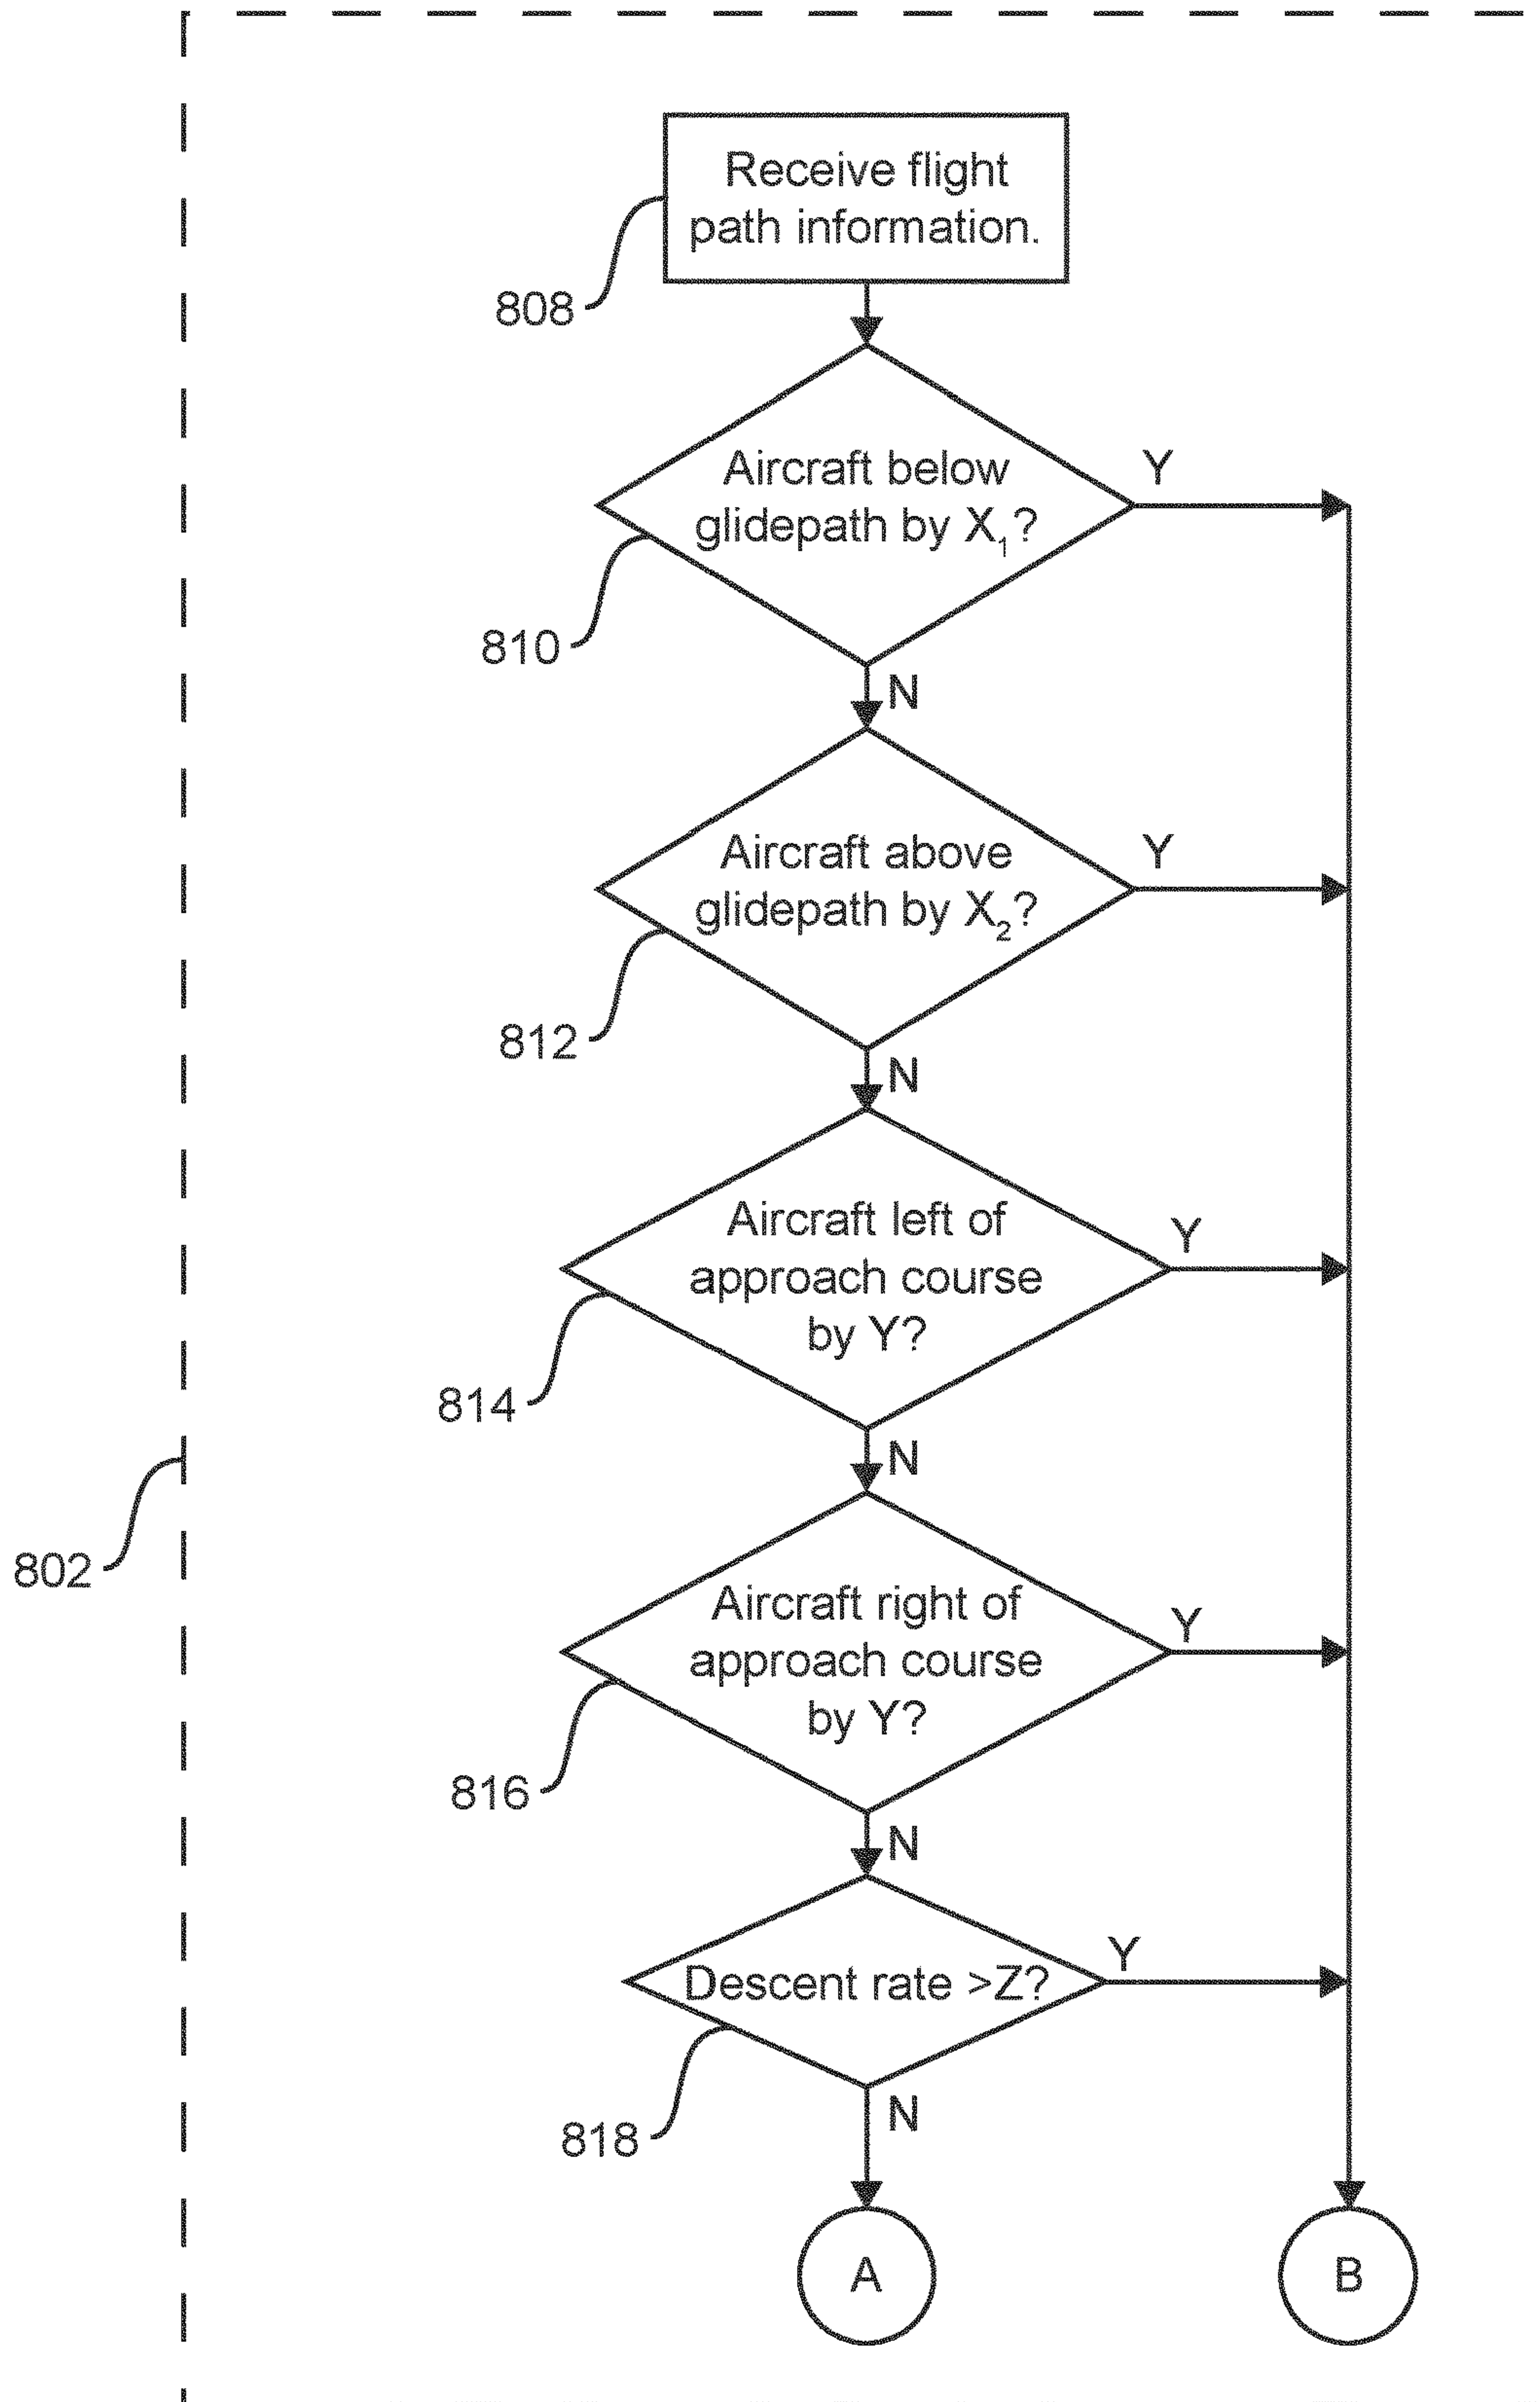 Receive flight
path information.
808
Aircraft below
glidepath by X₁?
Y
810
N
Aircraft above
glidepath by X₂?
Y
812
N
Aircraft left of
approach course
by Y?
Y
814
N
802
Aircraft right of
approach course
by Y?
Y
816
N
Descent rate >Z?
Y
818
N
A
B